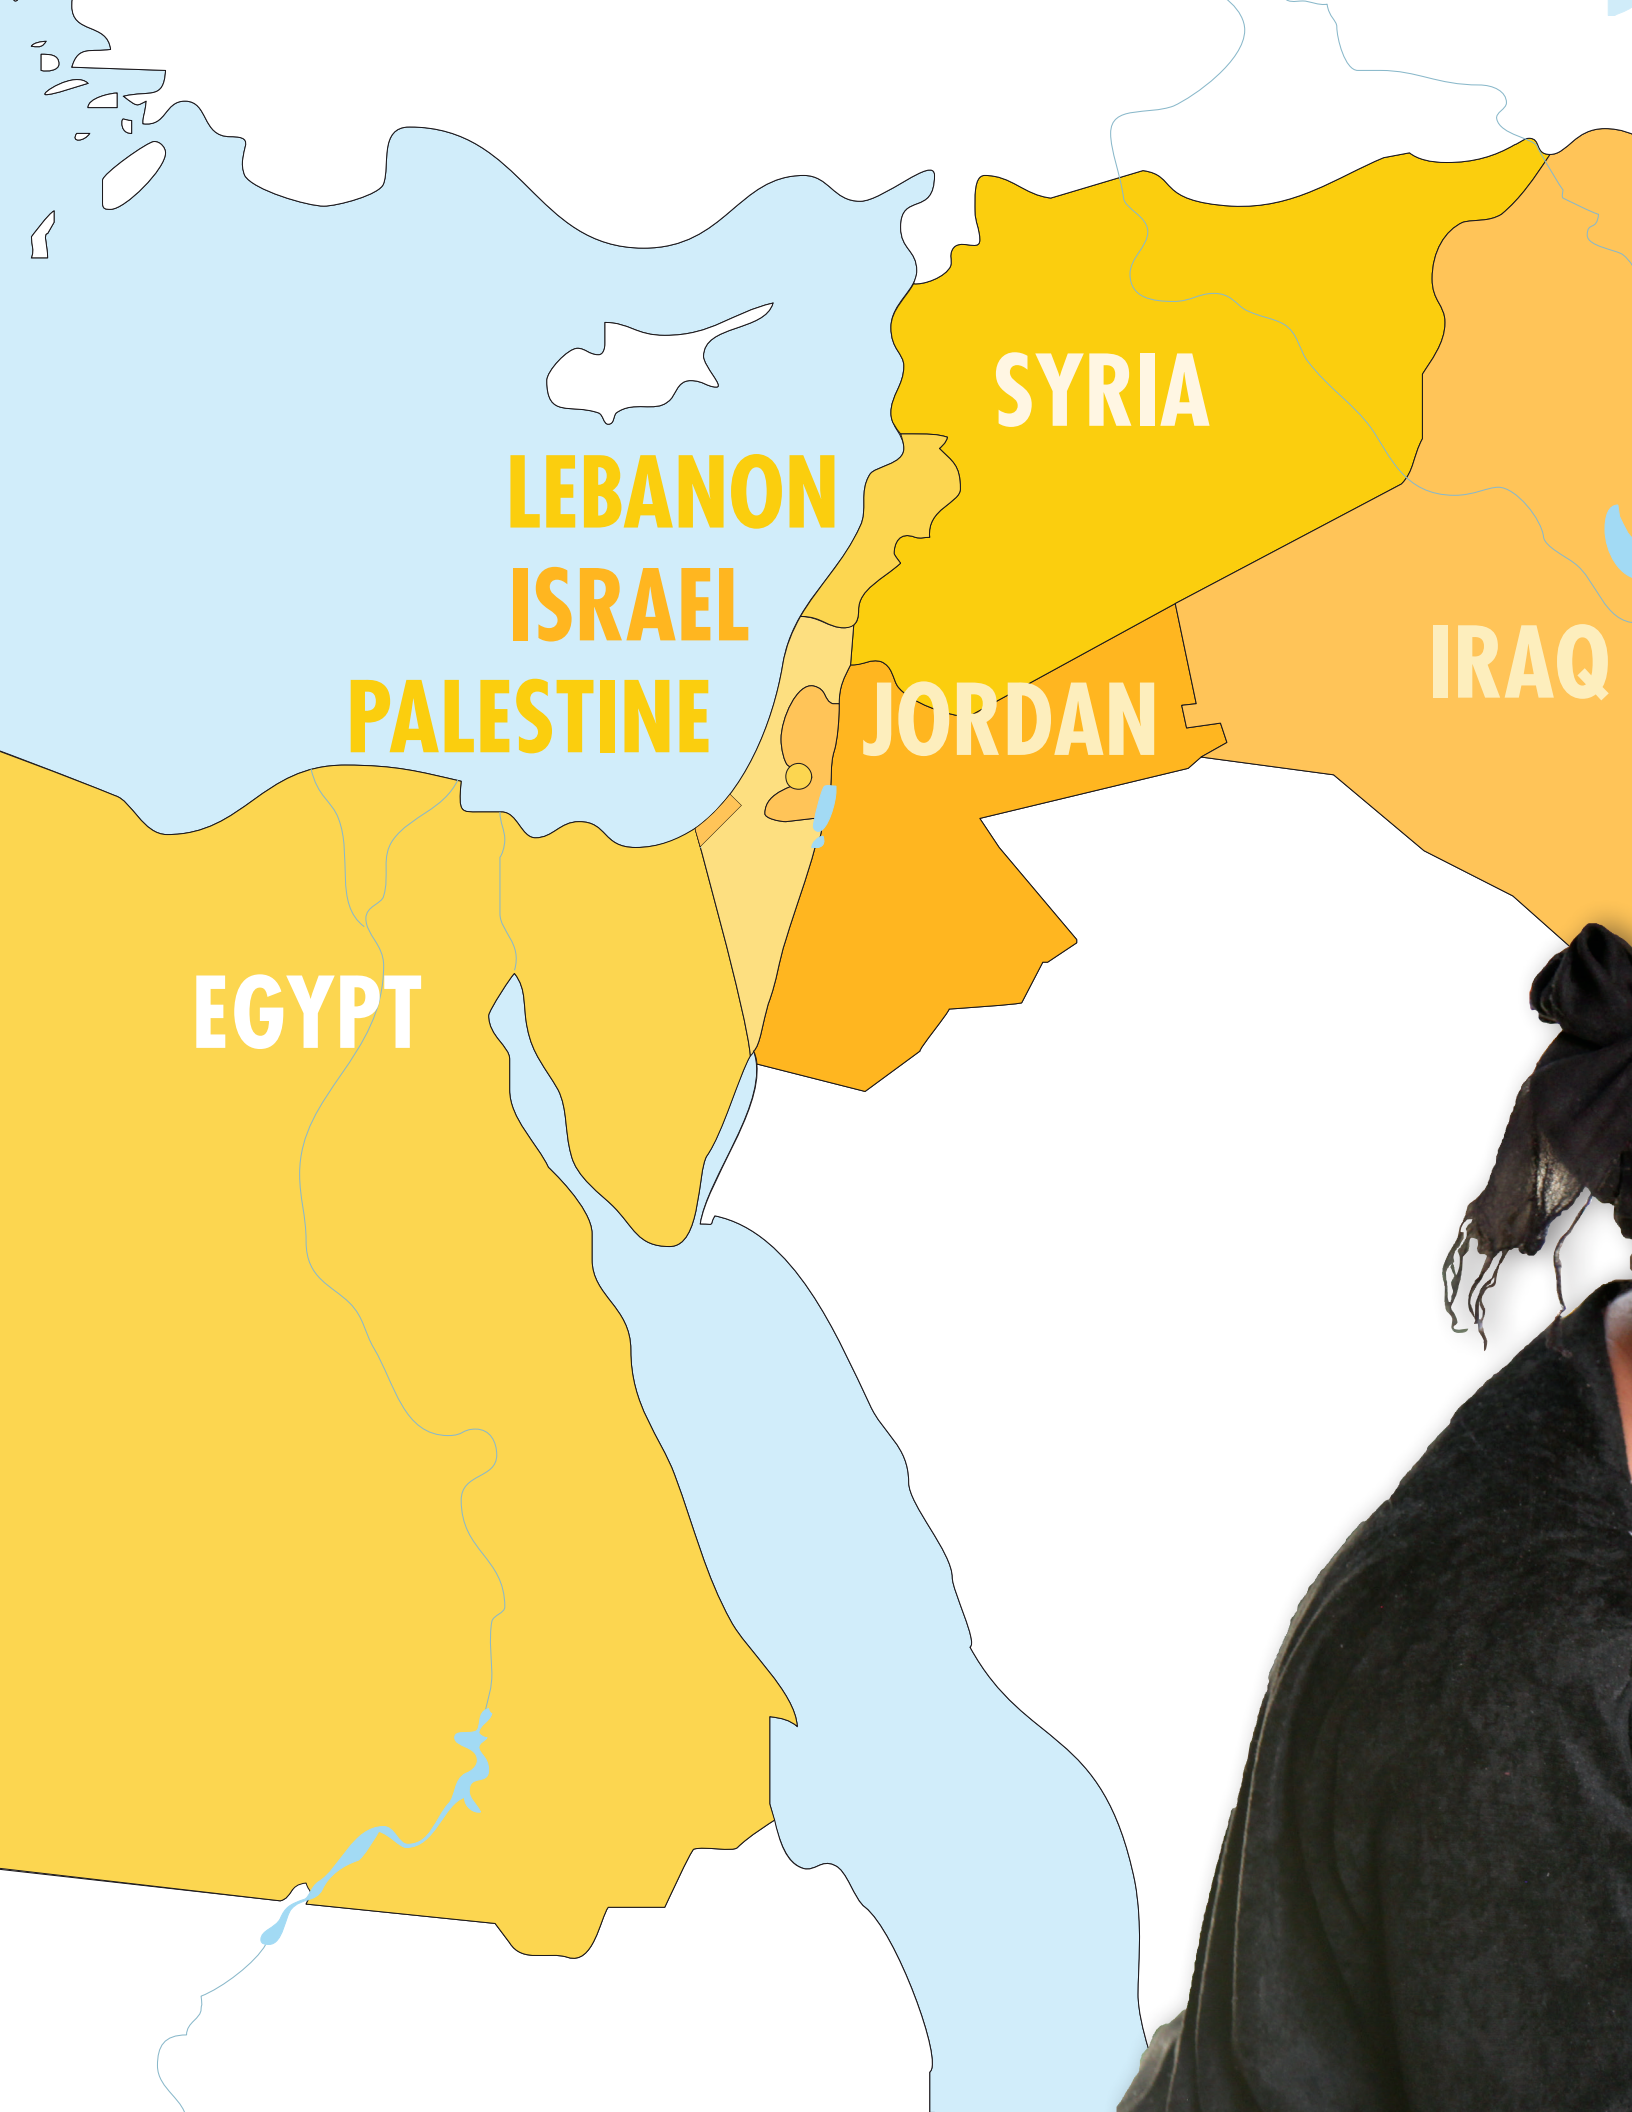 SYRIA
LEBANON
ISRAEL
IRAQ
PALESTINE
JORDAN
EGYPT